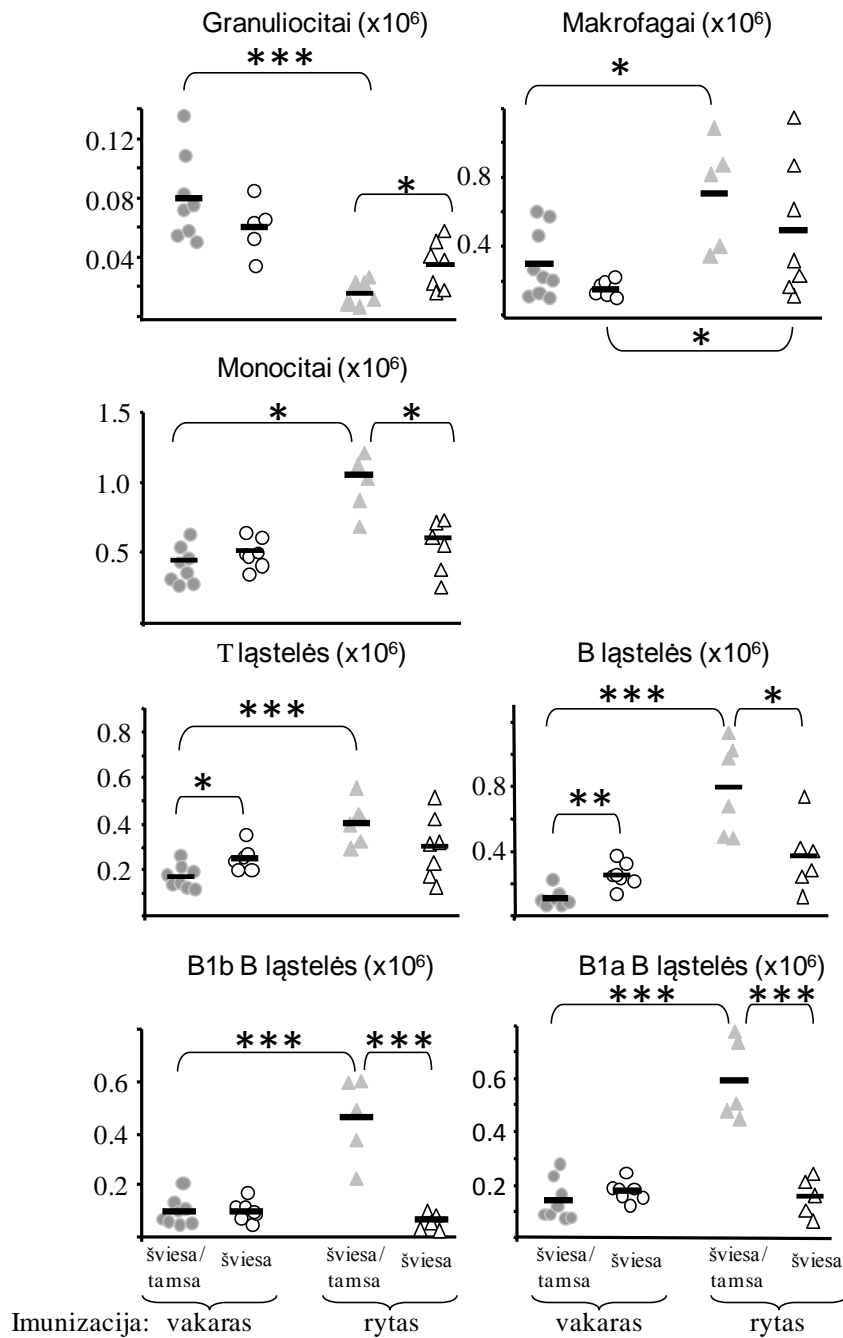 Granuliocitai (x10⁶)
Makrofagai (x10⁶)
***
*
*
*
0.12
0.08
0.04
0.8
0.4
Monocitai (x10⁶)
*
*
1.5
1.0
0.5
T ląstelės (x10⁶)
B ląstelės (x10⁶)
***
*
***
*
**
0.8
0.6
0.4
0.2
0.8
0.4
B1b B ląstelės (x10⁶)
B1a B ląstelės (x10⁶)
***
***
***
***
0.6
0.4
0.2
0.6
0.4
0.2
šviesa/
tamsa
šviesa
šviesa/
tamsa
šviesa
šviesa/
tamsa
šviesa
šviesa/
tamsa
šviesa
Imunizacija: vakaras rytas vakaras rytas